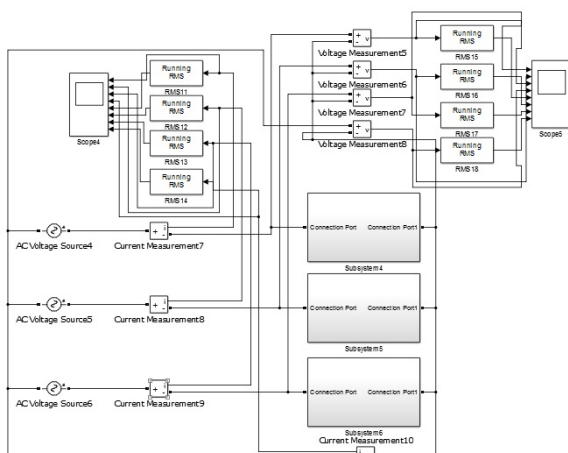 Voltage Measurement5
Running
RMS
RMS15
Voltage Measurement6
Running
RMS
RMS16
Voltage Measurement7
Running
RMS
RMS17
Voltage Measurement8
Running
RMS
RMS18
Scope5
Running
RMS
RMS11
Running
RMS
RMS12
Running
RMS
RMS13
Running
RMS
RMS14
Scope4
AC Voltage Source4
Current Measurement7
Connection Port
Connection Port1
Subsystem4
AC Voltage Source5
Current Measurement8
Connection Port
Connection Port1
Subsystem5
AC Voltage Source6
Current Measurement9
Connection Port
Connection Port1
Subsystem6
Current Measurement10